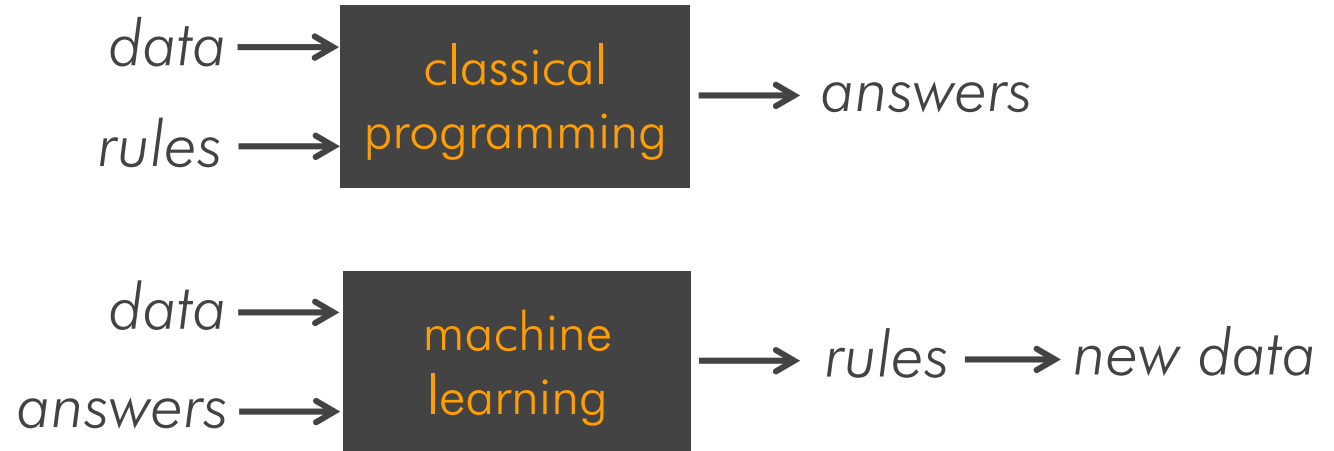 data
rules
classical
programming
answers
data
answers
machine
learning
rules
new data